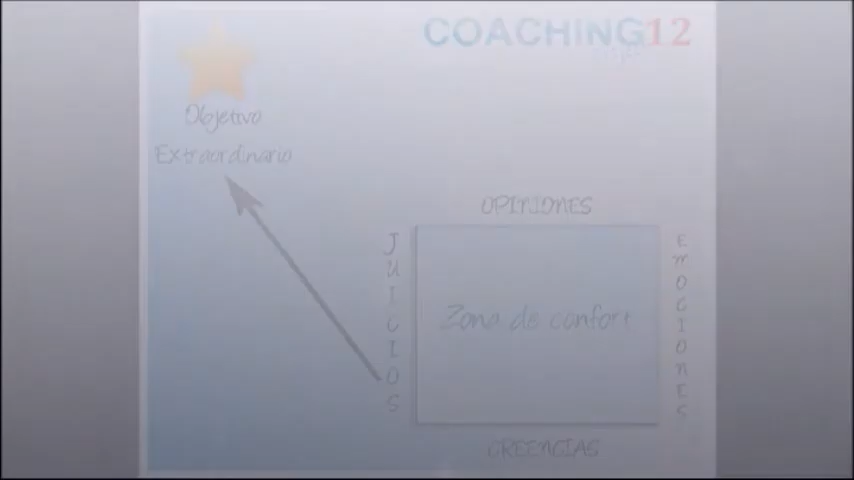 COACHING12
Objetivo
Extraordinario
OPINIONES
JUICIOS
Zona de confort
EMOCIONES
CREENCIAS